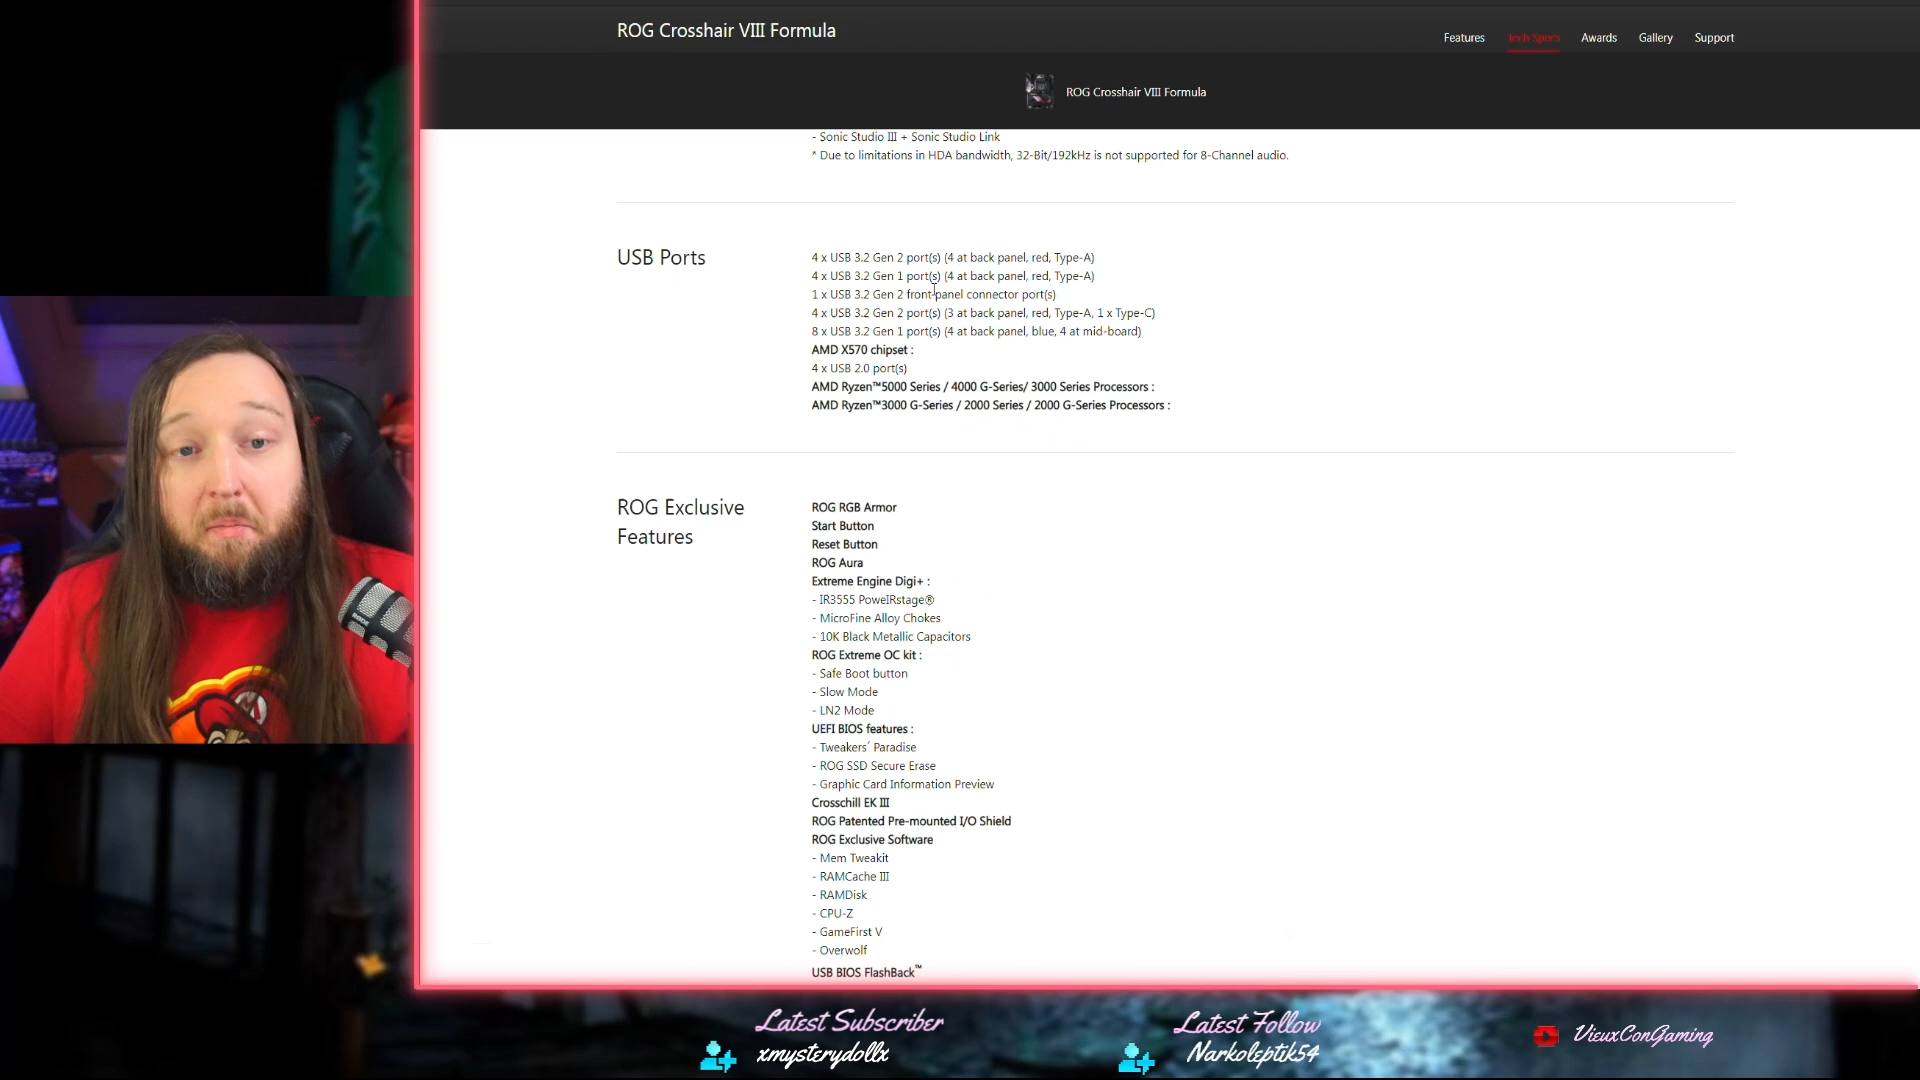 ROG Crosshair VIII Formula
Features Tech Specs Awards Gallery Support
ROG Crosshair VIII Formula
- Sonic Studio III + Sonic Studio Link
* Due to limitations in HDA bandwidth, 32-Bit/192kHz is not supported for 8-Channel audio.
USB Ports
4 x USB 3.2 Gen 2 port(s) (4 at back panel, red, Type-A)
4 x USB 3.2 Gen 1 port(s) (4 at back panel, red, Type-A)
1 x USB 3.2 Gen 2 front panel connector port(s)
4 x USB 3.2 Gen 2 port(s) (3 at back panel, red, Type-A, 1 x Type-C)
8 x USB 3.2 Gen 1 port(s) (4 at back panel, blue, 4 at mid-board)
AMD X570 chipset :
4 x USB 2.0 port(s)
AMD Ryzen™5000 Series / 4000 G-Series/ 3000 Series Processors :
AMD Ryzen™3000 G-Series / 2000 Series / 2000 G-Series Processors :
ROG Exclusive
Features
ROG RGB Armor
Start Button
Reset Button
ROG Aura
Extreme Engine Digi+ :
- IR3555 PowelRstage®
- MicroFine Alloy Chokes
- 10K Black Metallic Capacitors
ROG Extreme OC kit :
- Safe Boot button
- Slow Mode
- LN2 Mode
UEFI BIOS features :
- Tweakers' Paradise
- ROG SSD Secure Erase
- Graphic Card Information Preview
Crosschill EK III
ROG Patented Pre-mounted I/O Shield
ROG Exclusive Software
- Mem Tweakit
- RAMCache III
- RAMDisk
- CPU-Z
- GameFirst V
- Overwolf
USB BIOS FlashBack™
RODE
M
Latest Subscriber
xmysterydollx
Latest Follow
Narkoleptik54
VieuxConGaming